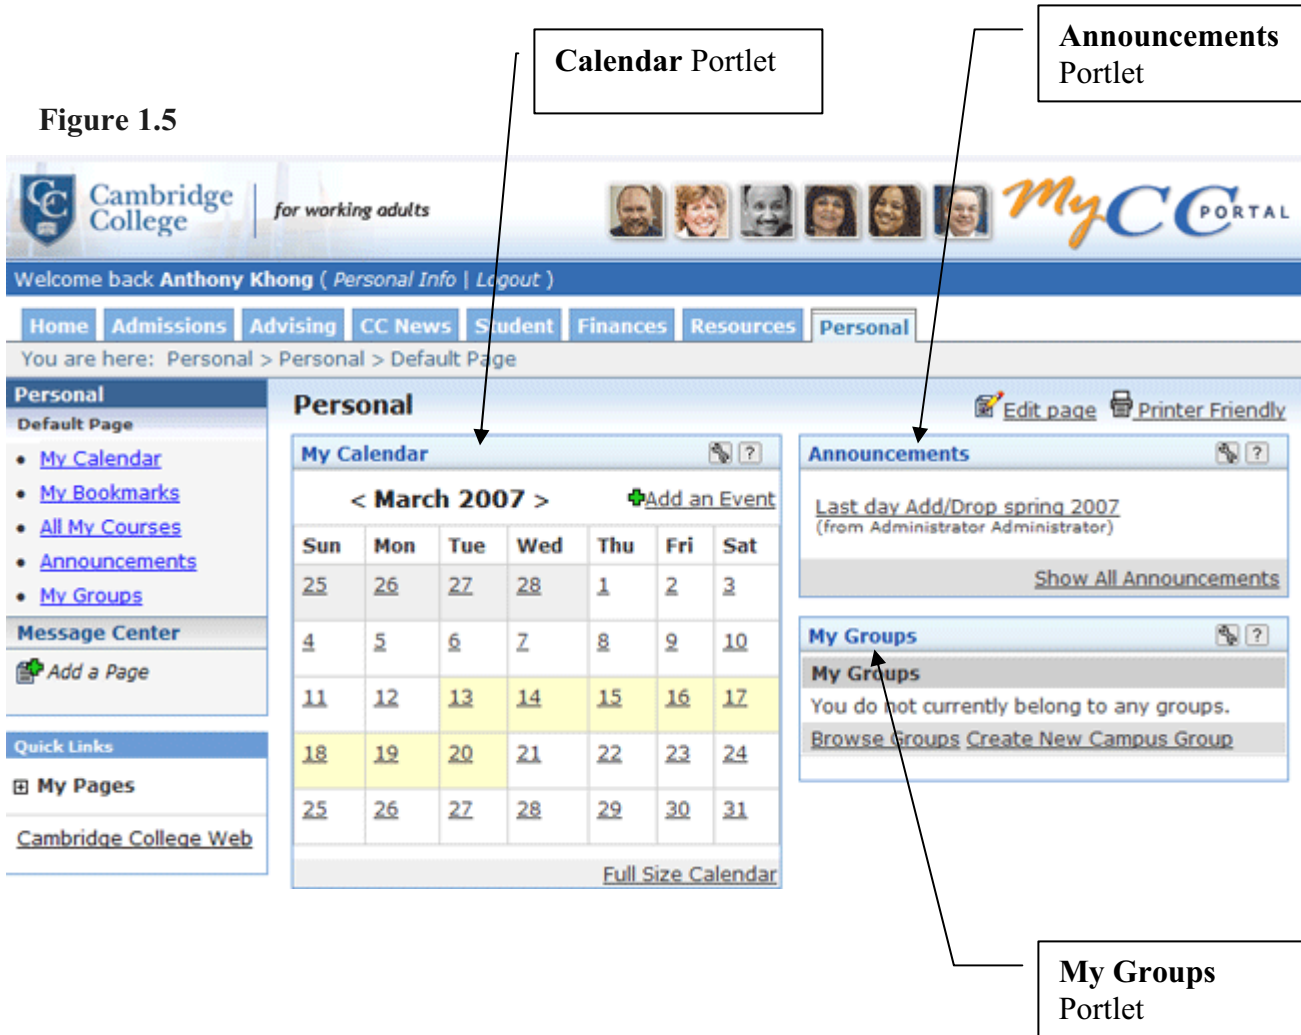 Calendar Portlet
Announcements
Portlet
Figure 1.5
CC
Cambridge
College
for working adults
MyCC PORTAL
Welcome back Anthony Khong ( Personal Info | Logout )
Home Admissions Advising CC News Student Finances Resources Personal
You are here: Personal > Personal > Default Page
Personal
Default Page
• My Calendar
• My Bookmarks
• All My Courses
• Announcements
• My Groups
Message Center
Add a Page
Quick Links
My Pages
Cambridge College Web
Personal
Edit page Printer Friendly
My Calendar ?
< March 2007 > Add an Event
Sun Mon Tue Wed Thu Fri Sat
25 26 27 28 1 2 3
4 5 6 7 8 9 10
11 12 13 14 15 16 17
18 19 20 21 22 23 24
25 26 27 28 29 30 31
Full Size Calendar
Announcements ?
Last day Add/Drop spring 2007
(from Administrator Administrator)
Show All Announcements
My Groups ?
My Groups
You do not currently belong to any groups.
Browse Groups Create New Campus Group
My Groups
Portlet